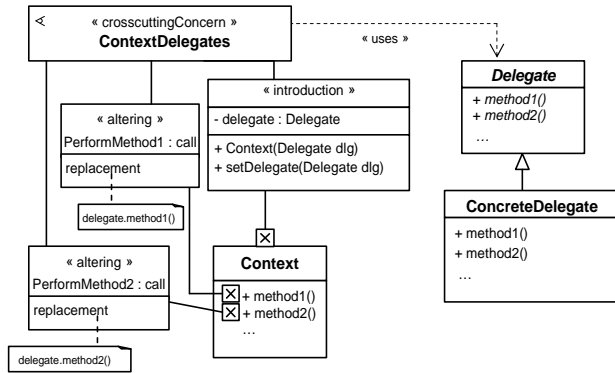 ∢ « crosscuttingConcern »
ContextDelegates
« uses »
« introduction »
- delegate : Delegate
+ Context(Delegate dlg)
+ setDelegate(Delegate dlg)
« altering »
PerformMethod1 : call
replacement
delegate.method1()
« altering »
PerformMethod2 : call
replacement
delegate.method2()
Context
+ method1()
+ method2()
...
Delegate
+ method1()
+ method2()
...
ConcreteDelegate
+ method1()
+ method2()
...